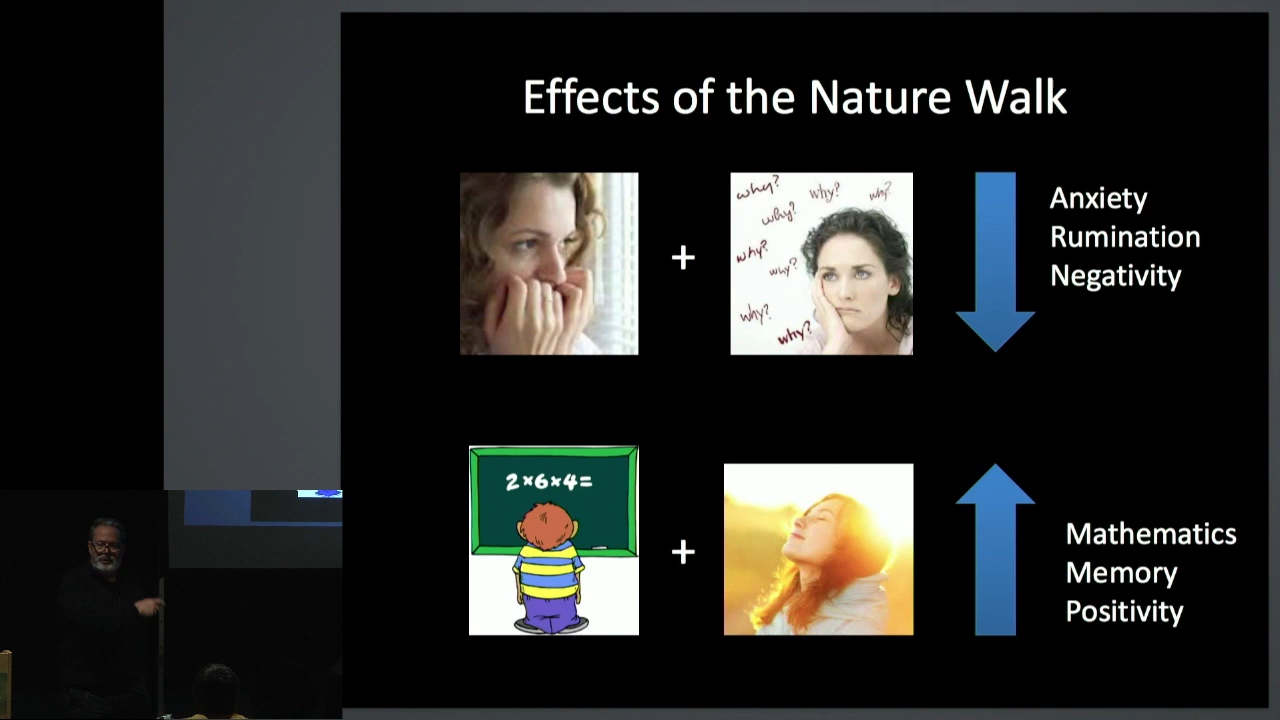 Effects of the Nature Walk
why?
why?
why?
why?
why?
why?
why?
why?
+
Anxiety
Rumination
Negativity
2×6×4=
+
Mathematics
Memory
Positivity